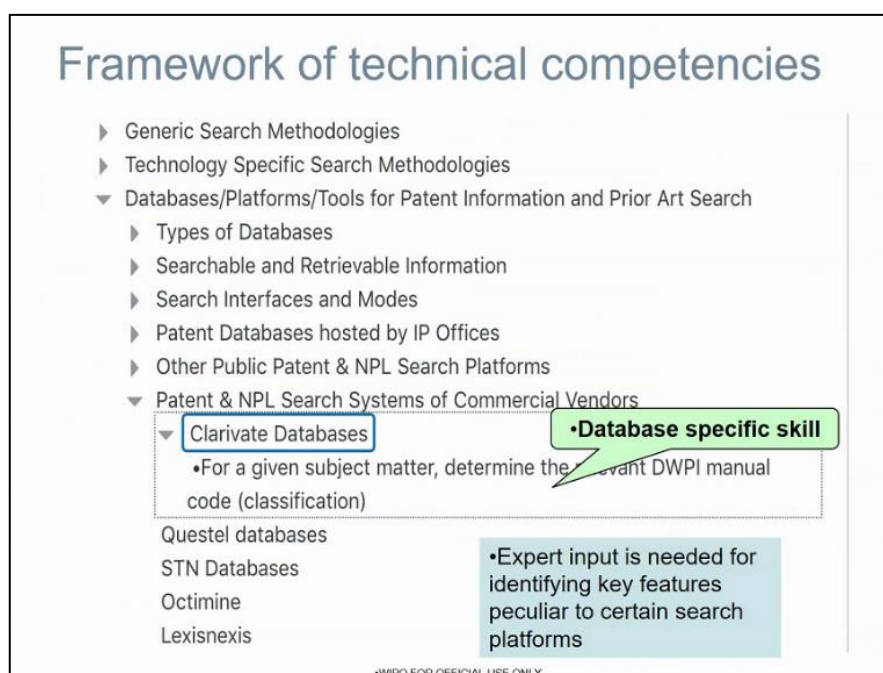 Framework of technical competencies
Generic Search Methodologies
Technology Specific Search Methodologies
Databases/Platforms/Tools for Patent Information and Prior Art Search
Types of Databases
Searchable and Retrievable Information
Search Interfaces and Modes
Patent Databases hosted by IP Offices
Other Public Patent & NPL Search Platforms
Patent & NPL Search Systems of Commercial Vendors
Clarivate Databases
•Database specific skill
•For a given subject matter, determine the relevant DWPI manual
code (classification)
Questel databases
STN Databases
Octimine
Lexisnexis
•Expert input is needed for
identifying key features
peculiar to certain search
platforms
•WIPO FOR OFFICIAL USE ONLY